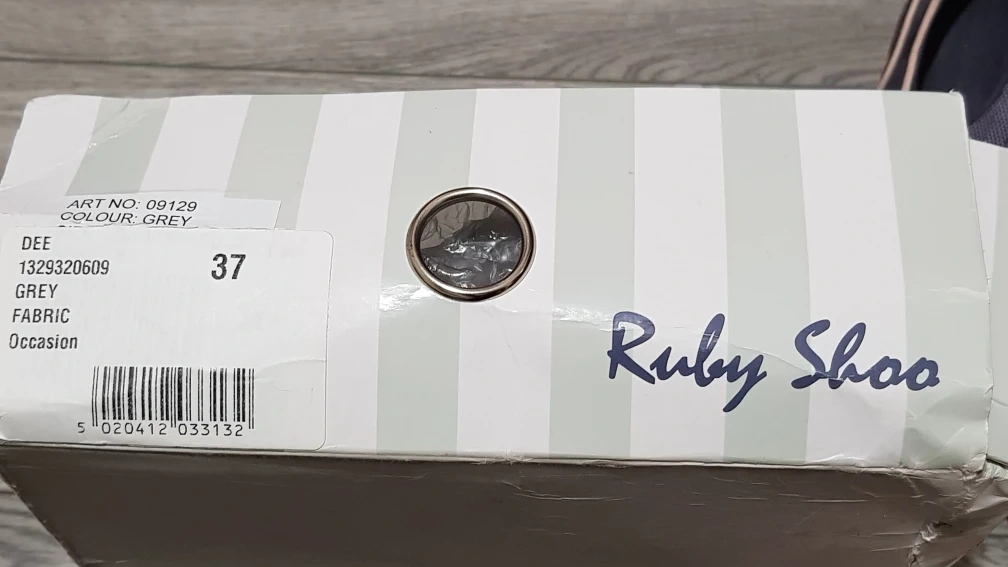 ART NO: 09129
COLOUR: GREY
DEE
37
1329320609
GREY
FABRIC
Occasion
5 020412 033132
Ruby Shoo